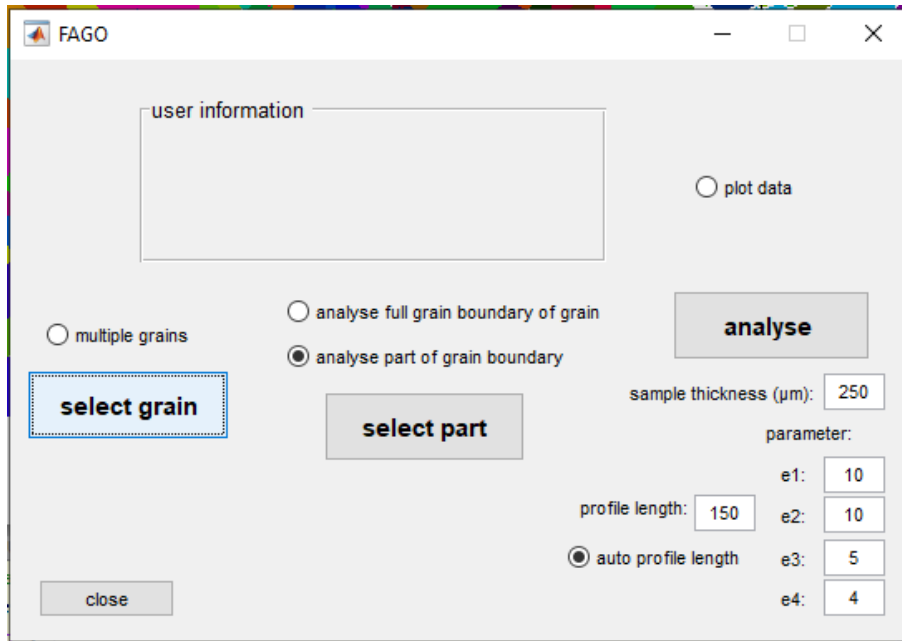 FAGO
user information
plot data
analyse full grain boundary of grain
multiple grains
analyse part of grain boundary
analyse
select grain
select part
sample thickness (µm): 250
parameter:
e1: 10
profile length: 150
e2: 10
auto profile length
e3: 5
e4: 4
close